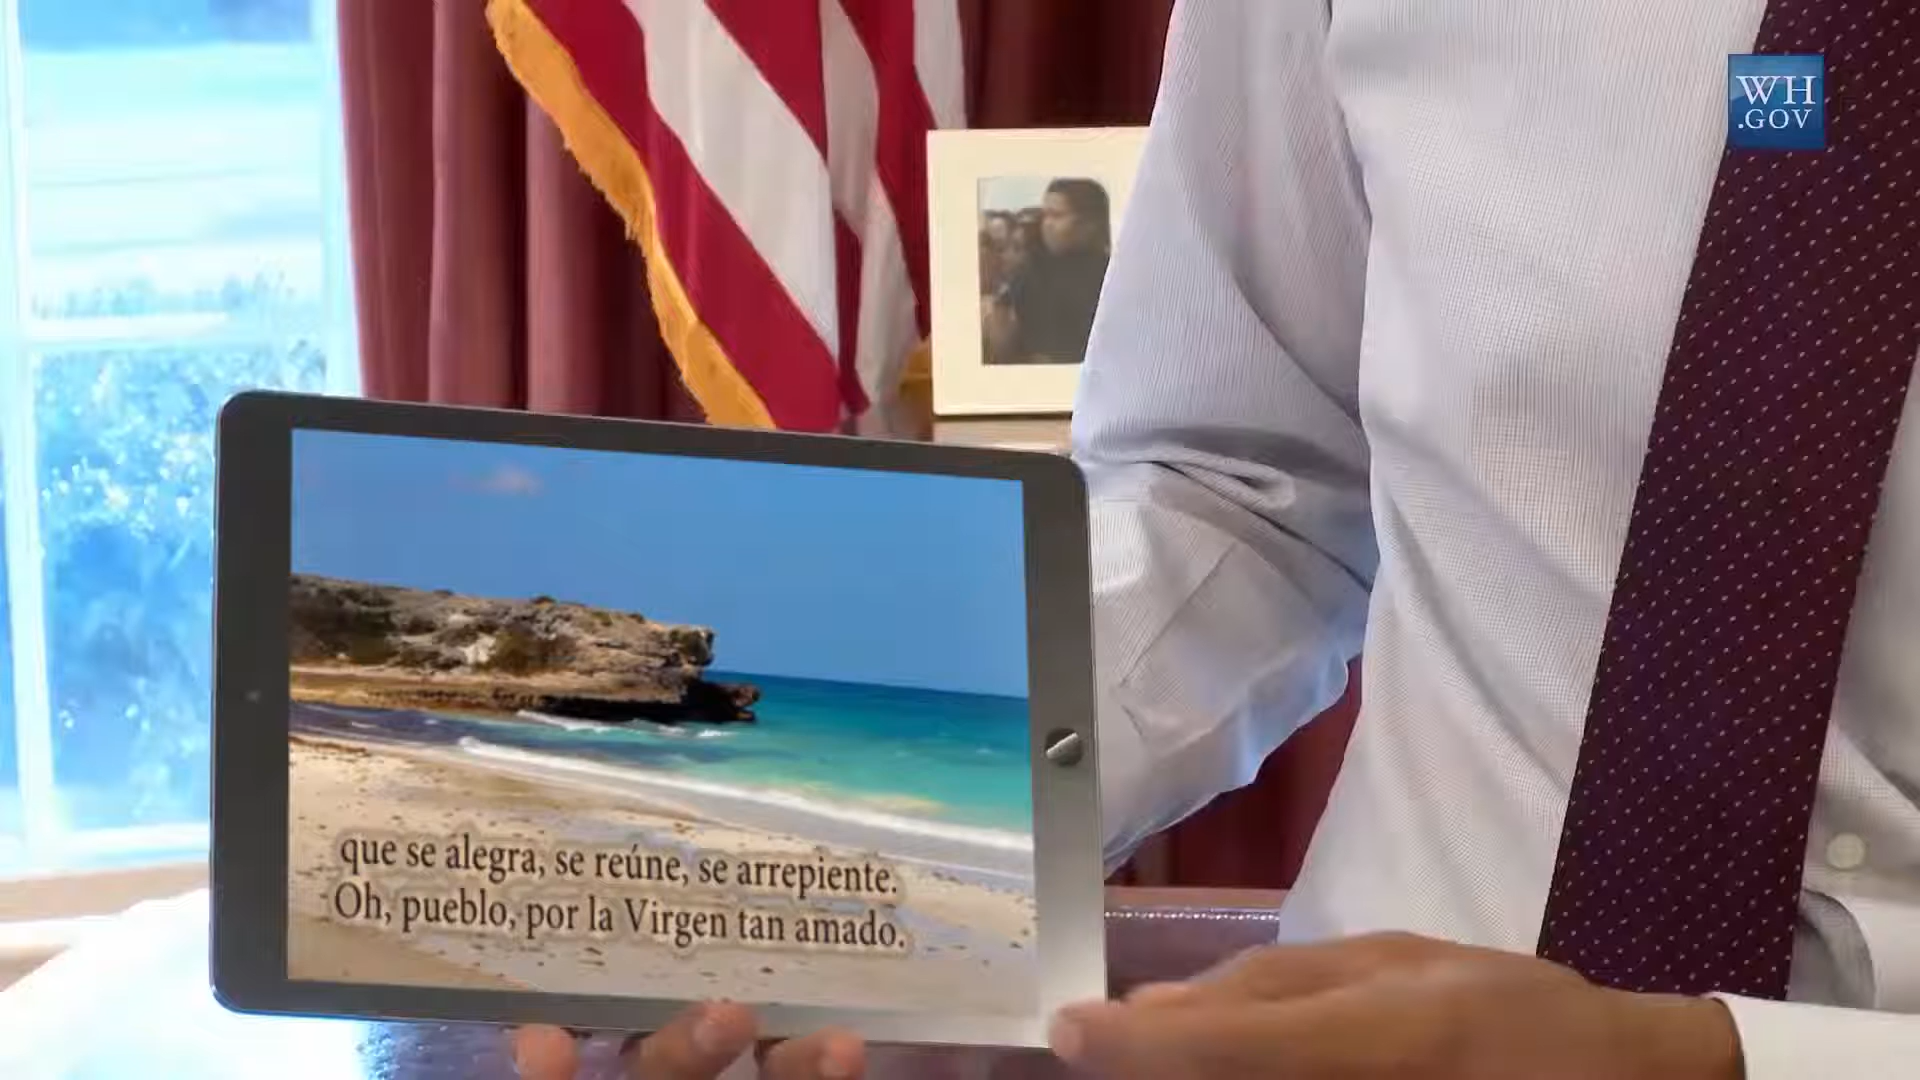 WH
.GOV
que se alegra, se reúne, se arrepiente.
Oh, pueblo, por la Virgen tan amado.